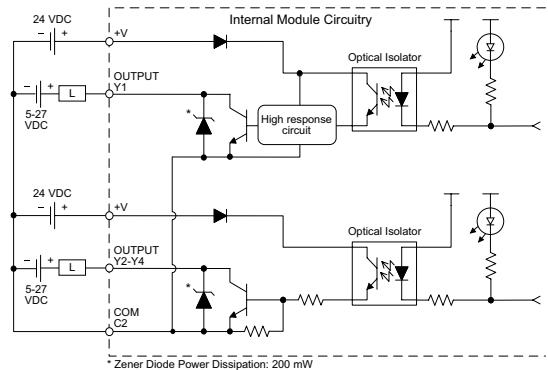 Internal Module Circuitry
24 VDC
− +
+V
Optical Isolator
OUTPUT
Y1
− +
L
5-27
VDC
*
High response
circuit
24 VDC
− +
+V
Optical Isolator
OUTPUT
Y2-Y4
− +
L
5-27
VDC
*
COM
C2
* Zener Diode Power Dissipation: 200 mW